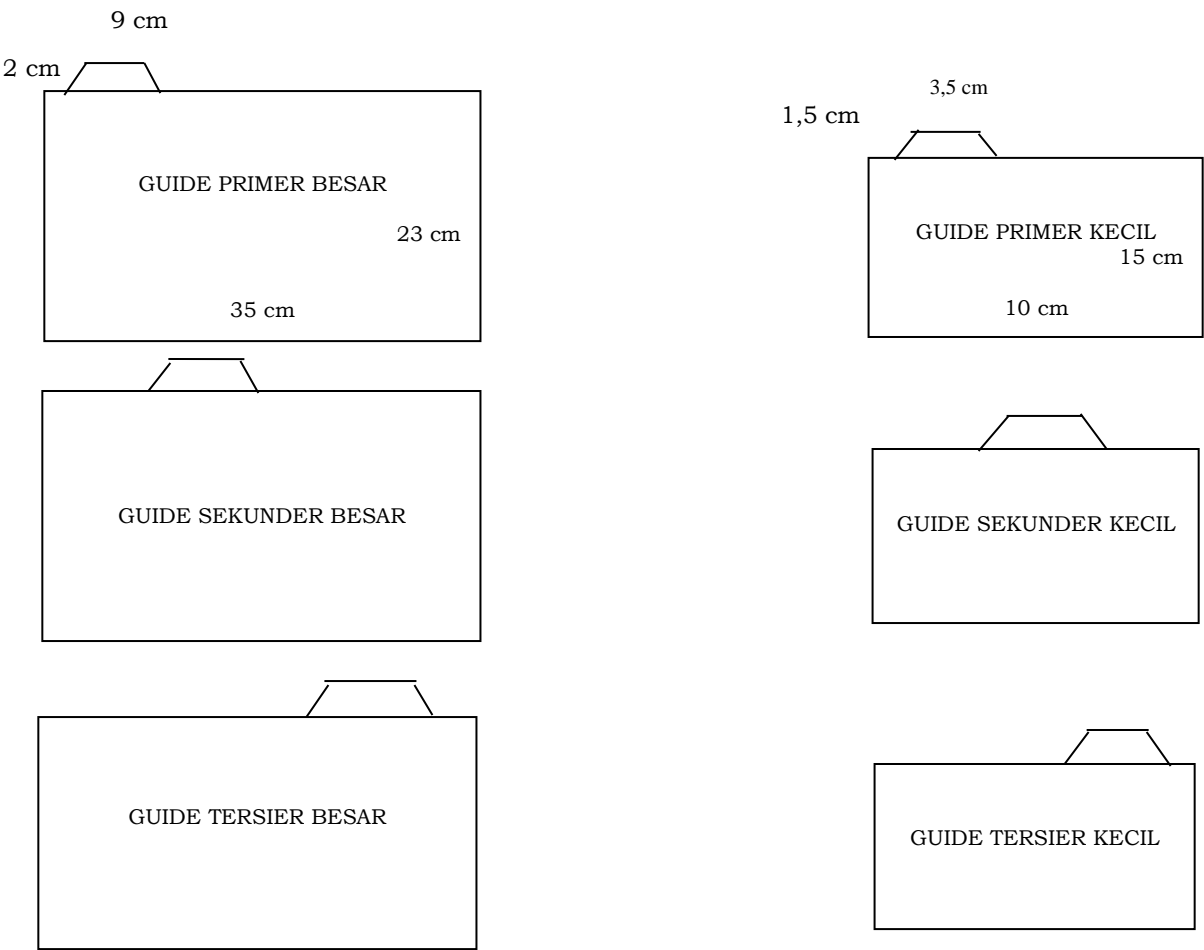 9 cm
2 cm
GUIDE PRIMER BESAR
23 cm
35 cm
GUIDE SEKUNDER BESAR
GUIDE TERSIER BESAR
3,5 cm
1,5 cm
GUIDE PRIMER KECIL
15 cm
10 cm
GUIDE SEKUNDER KECIL
GUIDE TERSIER KECIL